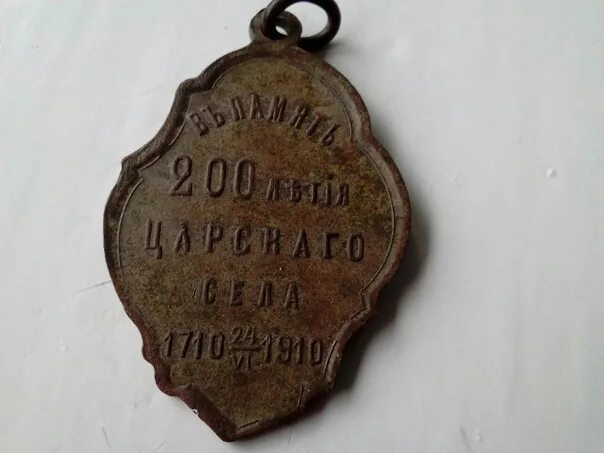 ВЪ ПАМЯТЬ
200 ЛѢТІЯ
ЦАРСКАГО
СЕЛА
1710 24/VI 1910